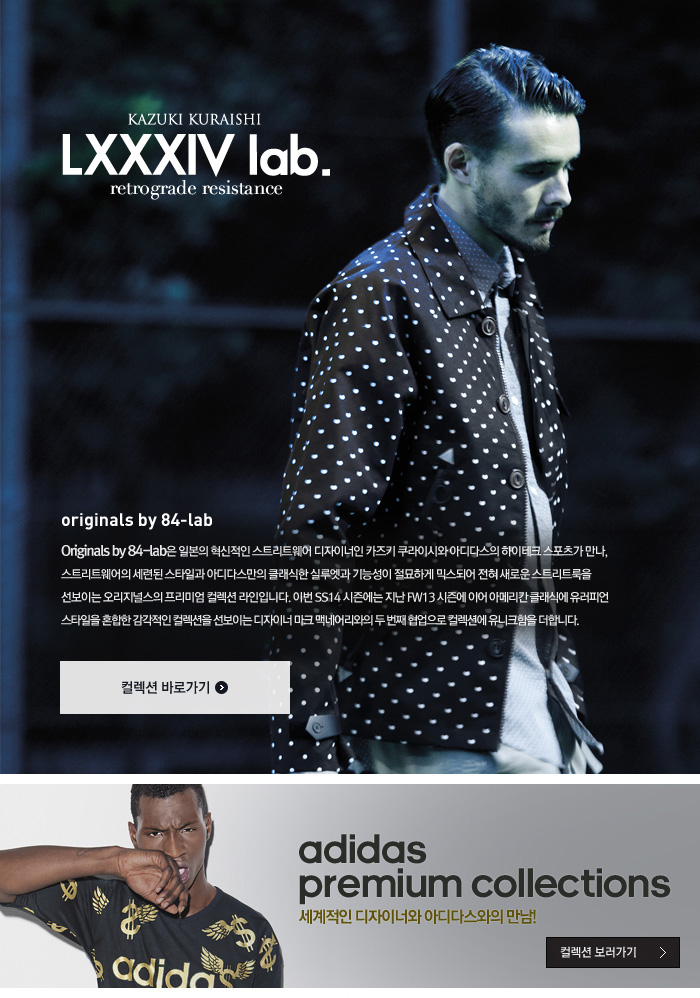 KAZUKI KURAISHI
LXXXIV lab.
retrograde resistance
originals by 84-lab
Originals by 84-lab은 일본의 혁신적인 스트리트웨어 디자이너인 카즈키 쿠라이시와 아디다스의 하이테크 스포츠가 만나,
스트리트웨어의 세련된 스타일과 아디다스만의 클래식한 실루엣과 기능성이 절묘하게 믹스되어 전혀 새로운 스트리트룩을
선보이는 오리지널스의 프리미엄 컬렉션 라인입니다. 이번 SS14 시즌에는 지난 FW13 시즌에 이어 아메리칸 클래식에 유러피언
스타일을 혼합한 감각적인 컬렉션을 선보이는 디자이너 마크 맥네어리와의 두 번째 협업으로 컬렉션에 유니크함을 더합니다.
컬렉션 바로가기
adidas
premium collections
세계적인 디자이너와 아디다스와의 만남!
컬렉션 보러가기
adidas